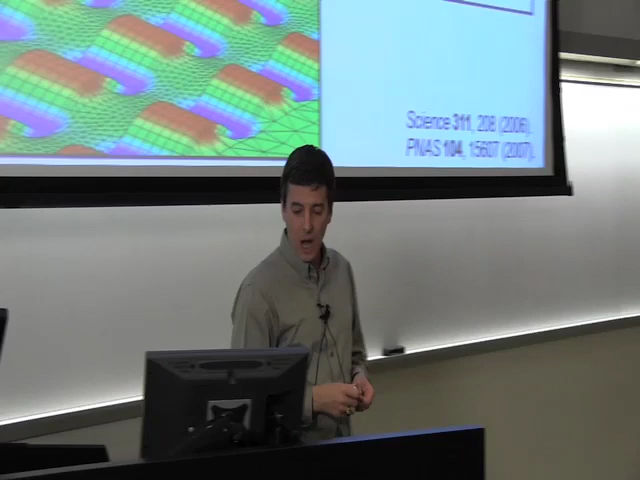 Science 311, 208 (2006).
PNAS 104, 15607 (2007).